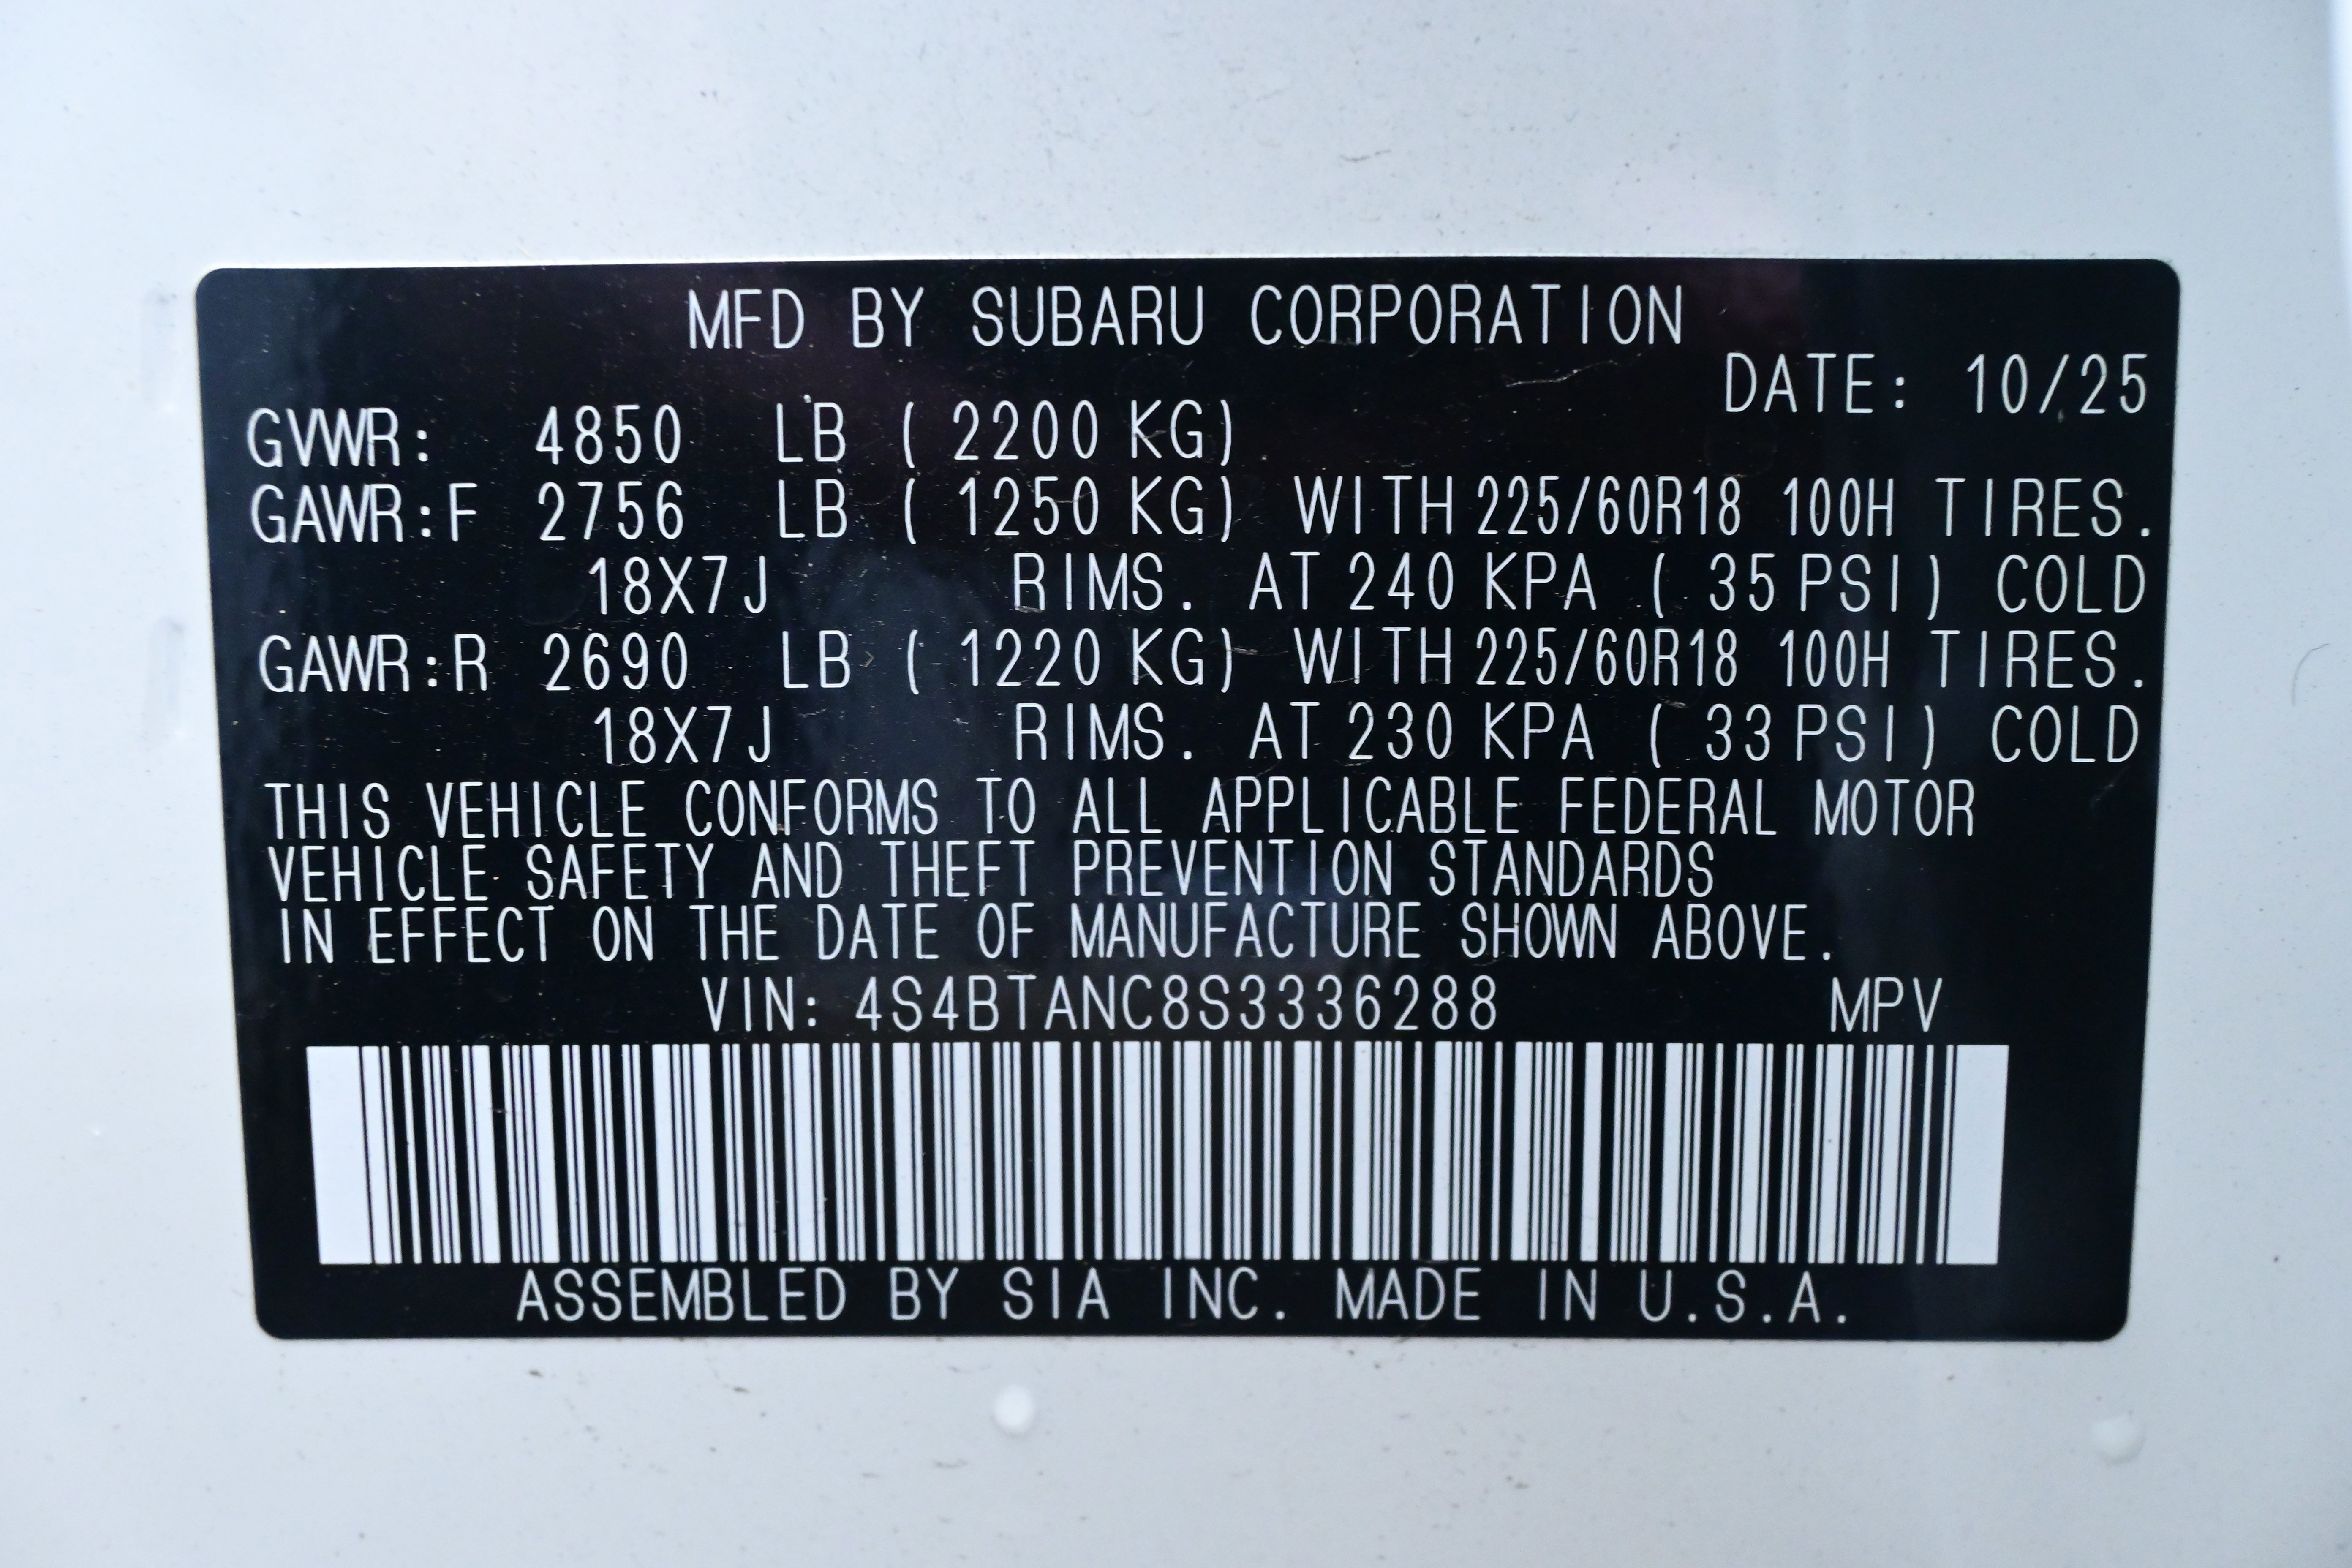 MFD BY SUBARU CORPORATION
DATE: 10/25
GVWR: 4850 LB ( 2200 KG)
GAWR:F 2756 LB ( 1250 KG) WITH 225/60R18 100H TIRES.
18X7J RIMS. AT 240 KPA ( 35 PSI) COLD
GAWR:R 2690 LB ( 1220 KG) WITH 225/60R18 100H TIRES.
18X7J RIMS. AT 230 KPA ( 33 PSI) COLD
THIS VEHICLE CONFORMS TO ALL APPLICABLE FEDERAL MOTOR
VEHICLE SAFETY AND THEFT PREVENTION STANDARDS
IN EFFECT ON THE DATE OF MANUFACTURE SHOWN ABOVE.
VIN: 4S4BTANC8S3336288 MPV
ASSEMBLED BY SIA INC. MADE IN U.S.A.